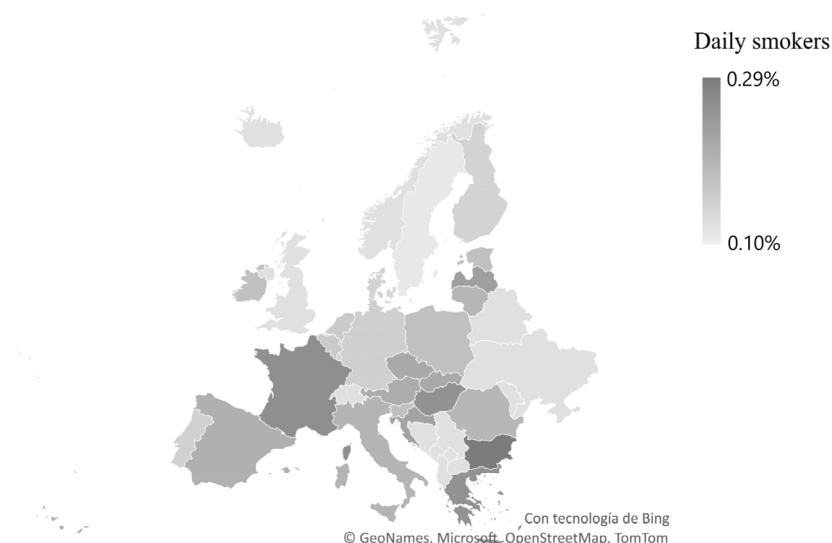 Daily smokers
0.29%
0.10%
Con tecnología de Bing
© GeoNames, Microsoft, OpenStreetMap, TomTom